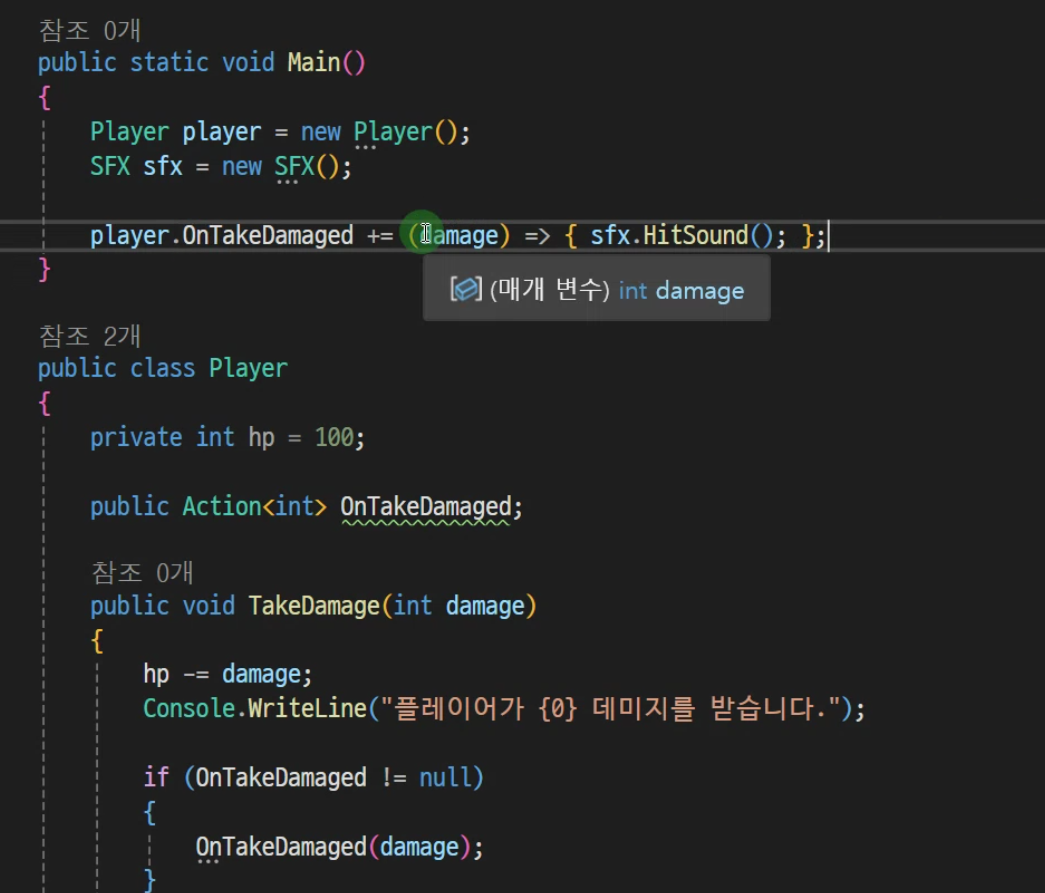 참조 0개
public static void Main()
{
Player player = new Player();
SFX sfx = new SFX();
player.OnTakeDamaged += (damage) => { sfx.HitSound(); };
}
(매개 변수) int damage
참조 2개
public class Player
{
private int hp = 100;
public Action<int> OnTakeDamaged;
참조 0개
public void TakeDamage(int damage)
{
hp -= damage;
Console.WriteLine("플레이어가 {0} 데미지를 받습니다.");
if (OnTakeDamaged != null)
{
OnTakeDamaged(damage);
}